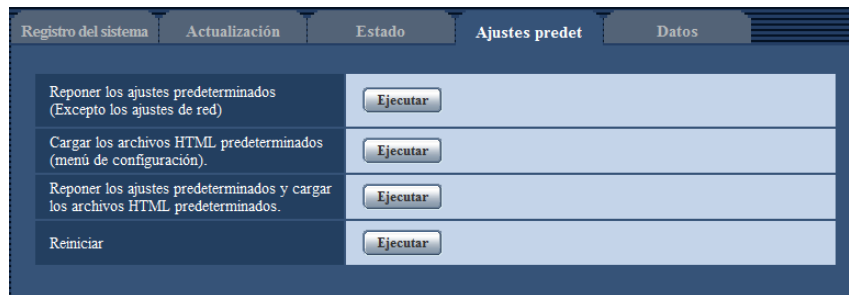 Registro del sistema Actualización Estado Ajustes predet Datos
Reponer los ajustes predeterminados
(Excepto los ajustes de red)
Ejecutar
Cargar los archivos HTML predeterminados
(menú de configuración).
Ejecutar
Reponer los ajustes predeterminados y cargar
los archivos HTML predeterminados.
Ejecutar
Reiniciar
Ejecutar